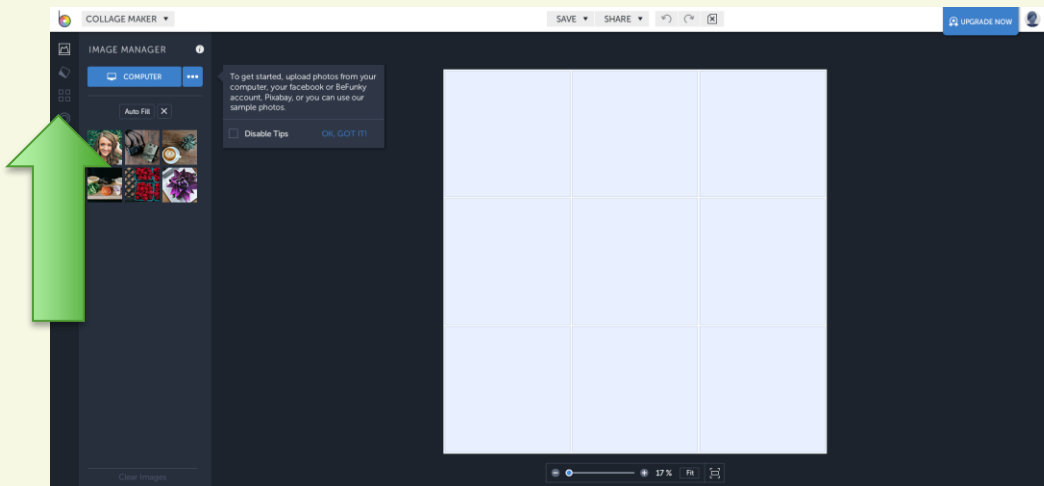 COLLAGE MAKER ▼
SAVE ▼ SHARE ▼
UPGRADE NOW
IMAGE MANAGER
COMPUTER
To get started, upload photos from your
computer, your facebook or BeFunky
account, Pixabay, or you can use our
sample photos.
Disable Tips OK, GOT IT!
Auto Fill
Clear Images
17 % Fit